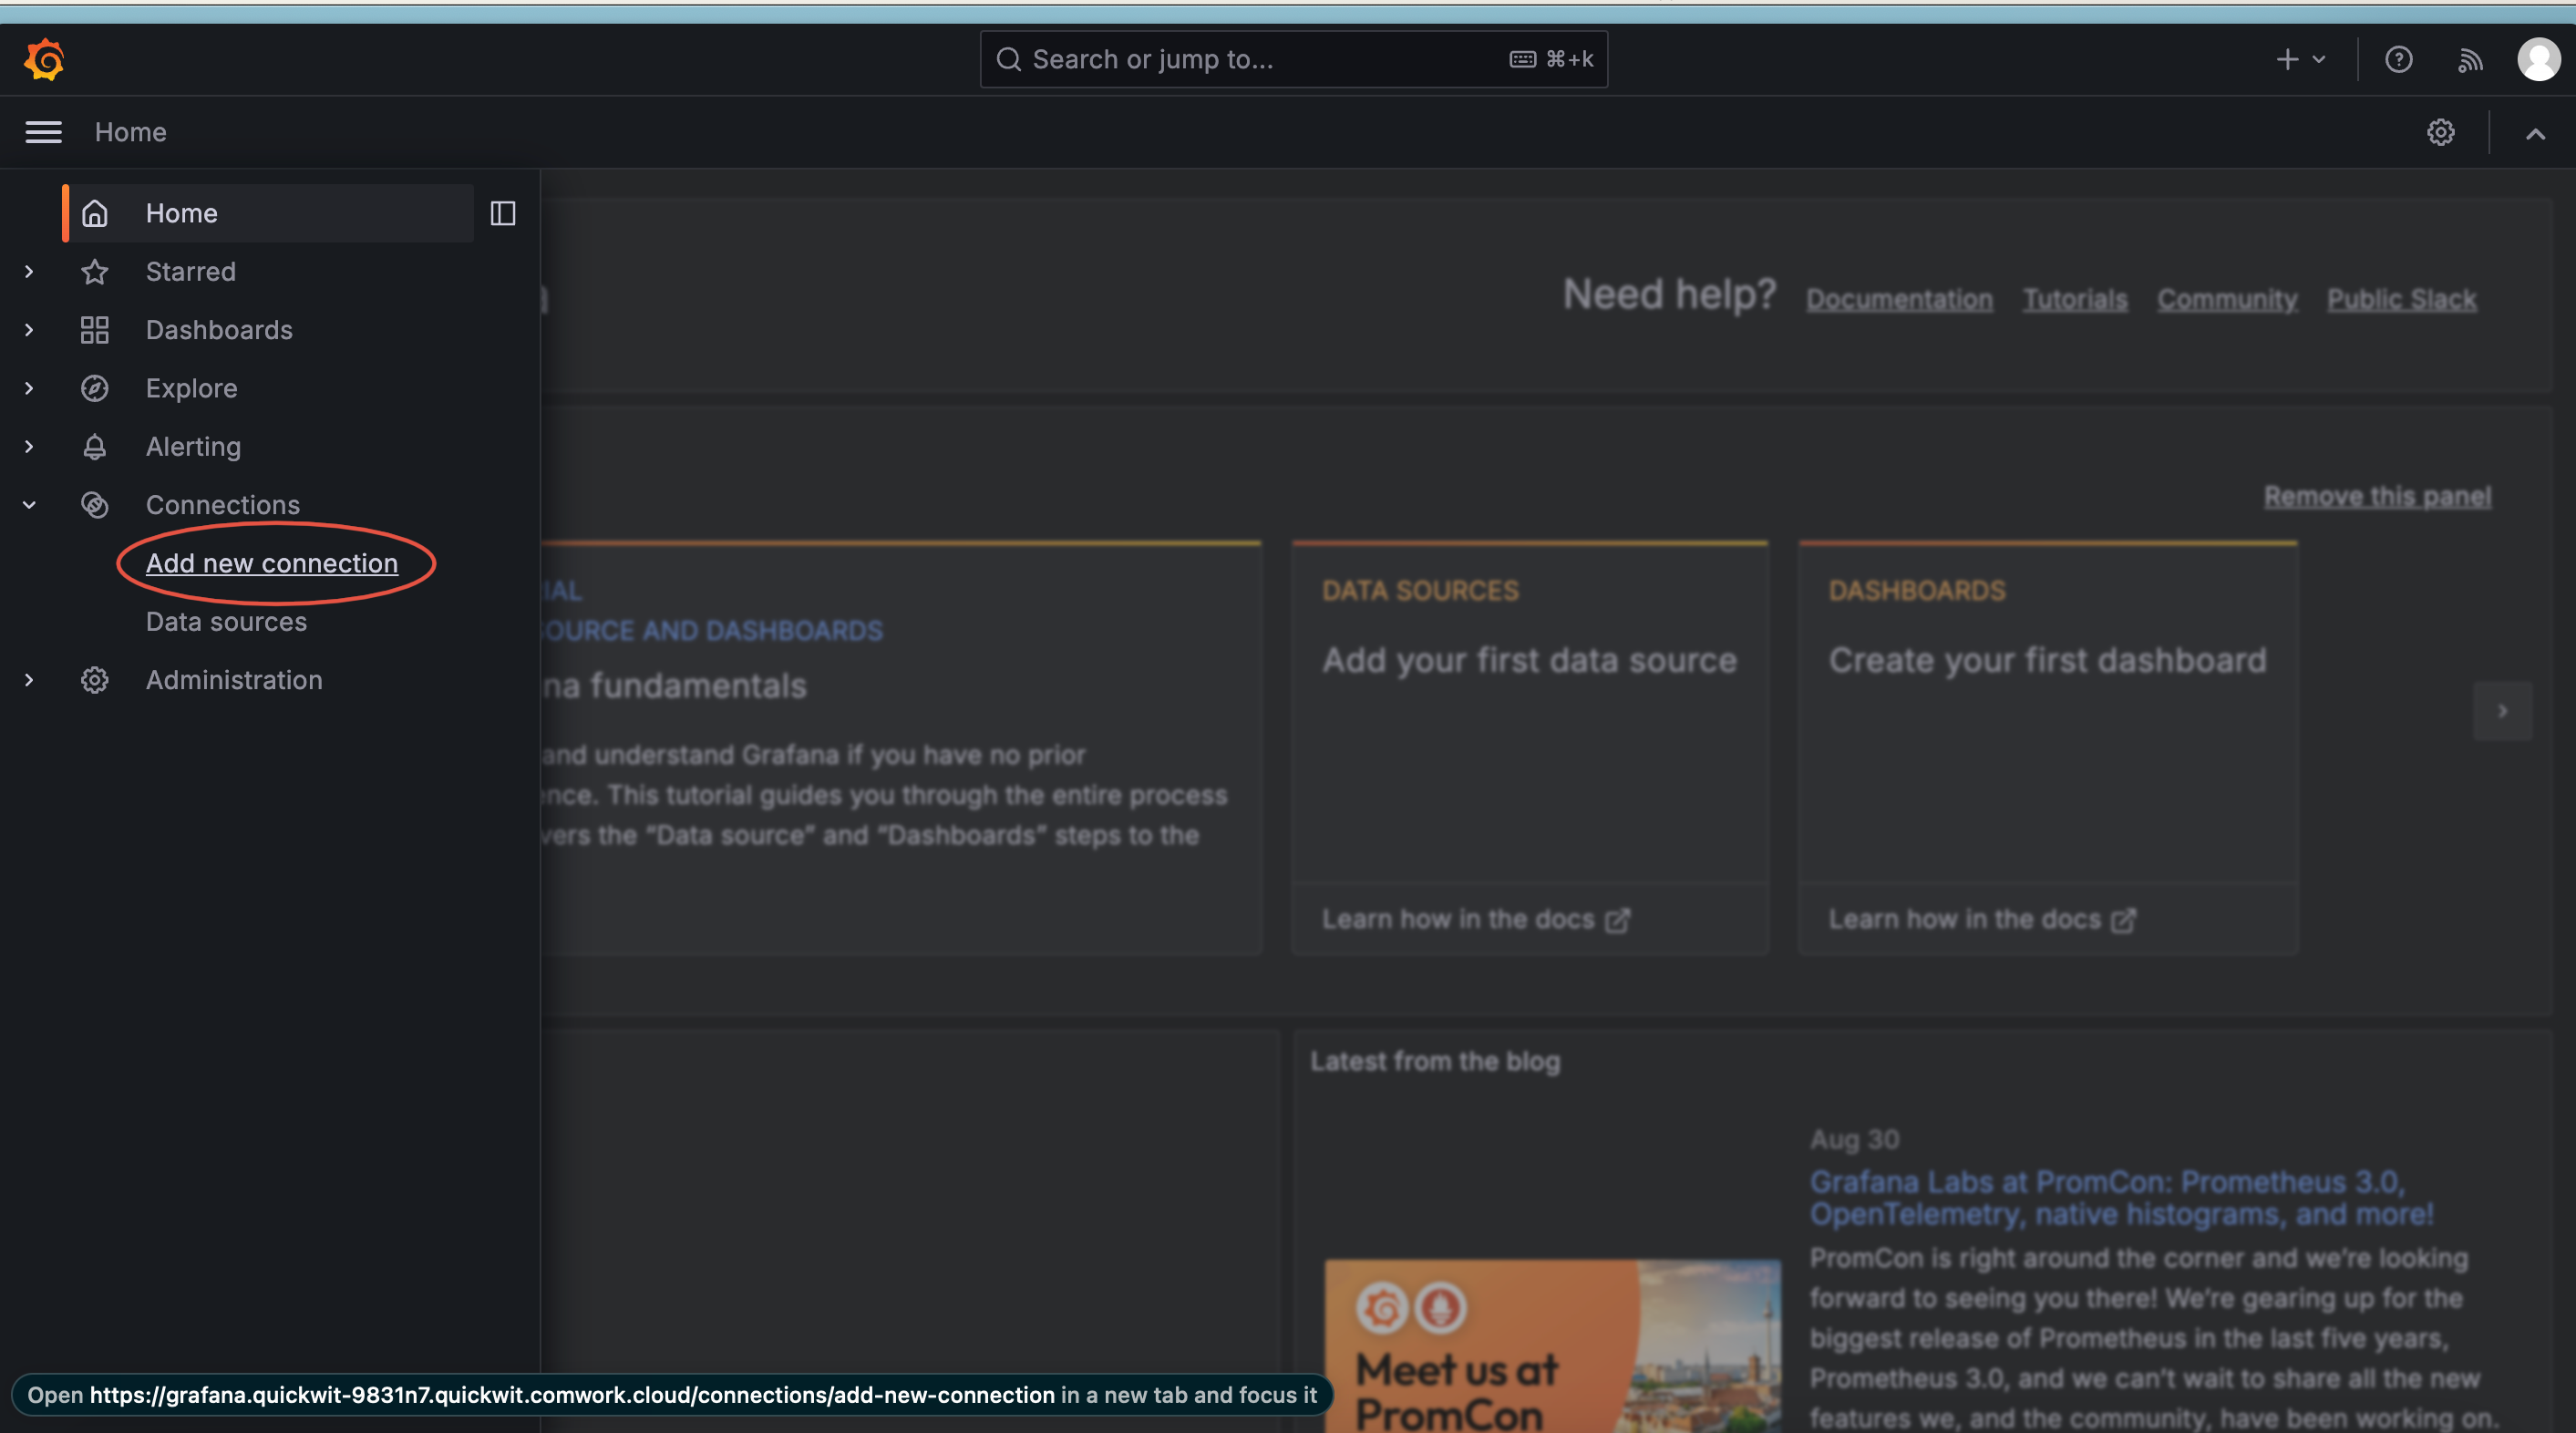 Search or jump to...
⌘+k
Home
Home
Starred
Dashboards
Explore
Alerting
Connections
Add new connection
Data sources
Administration
Need help?
Documentation
Tutorials
Community
Public Slack
Remove this panel
IAL
OURCE AND DASHBOARDS
na fundamentals
and understand Grafana if you have no prior
ence. This tutorial guides you through the entire process
vers the “Data source” and “Dashboards” steps to the
DATA SOURCES
Add your first data source
Learn how in the docs
DASHBOARDS
Create your first dashboard
Learn how in the docs
Latest from the blog
Aug 30
Grafana Labs at PromCon: Prometheus 3.0,
OpenTelemetry, native histograms, and more!
PromCon is right around the corner and we’re looking
forward to seeing you there! We’re gearing up for the
biggest release of Prometheus in the last five years,
Prometheus 3.0, and we can’t wait to share all the new
features we, and the community, have been working on.
Meet us at
PromCon
Open https://grafana.quickwit-9831n7.quickwit.comwork.cloud/connections/add-new-connection in a new tab and focus it